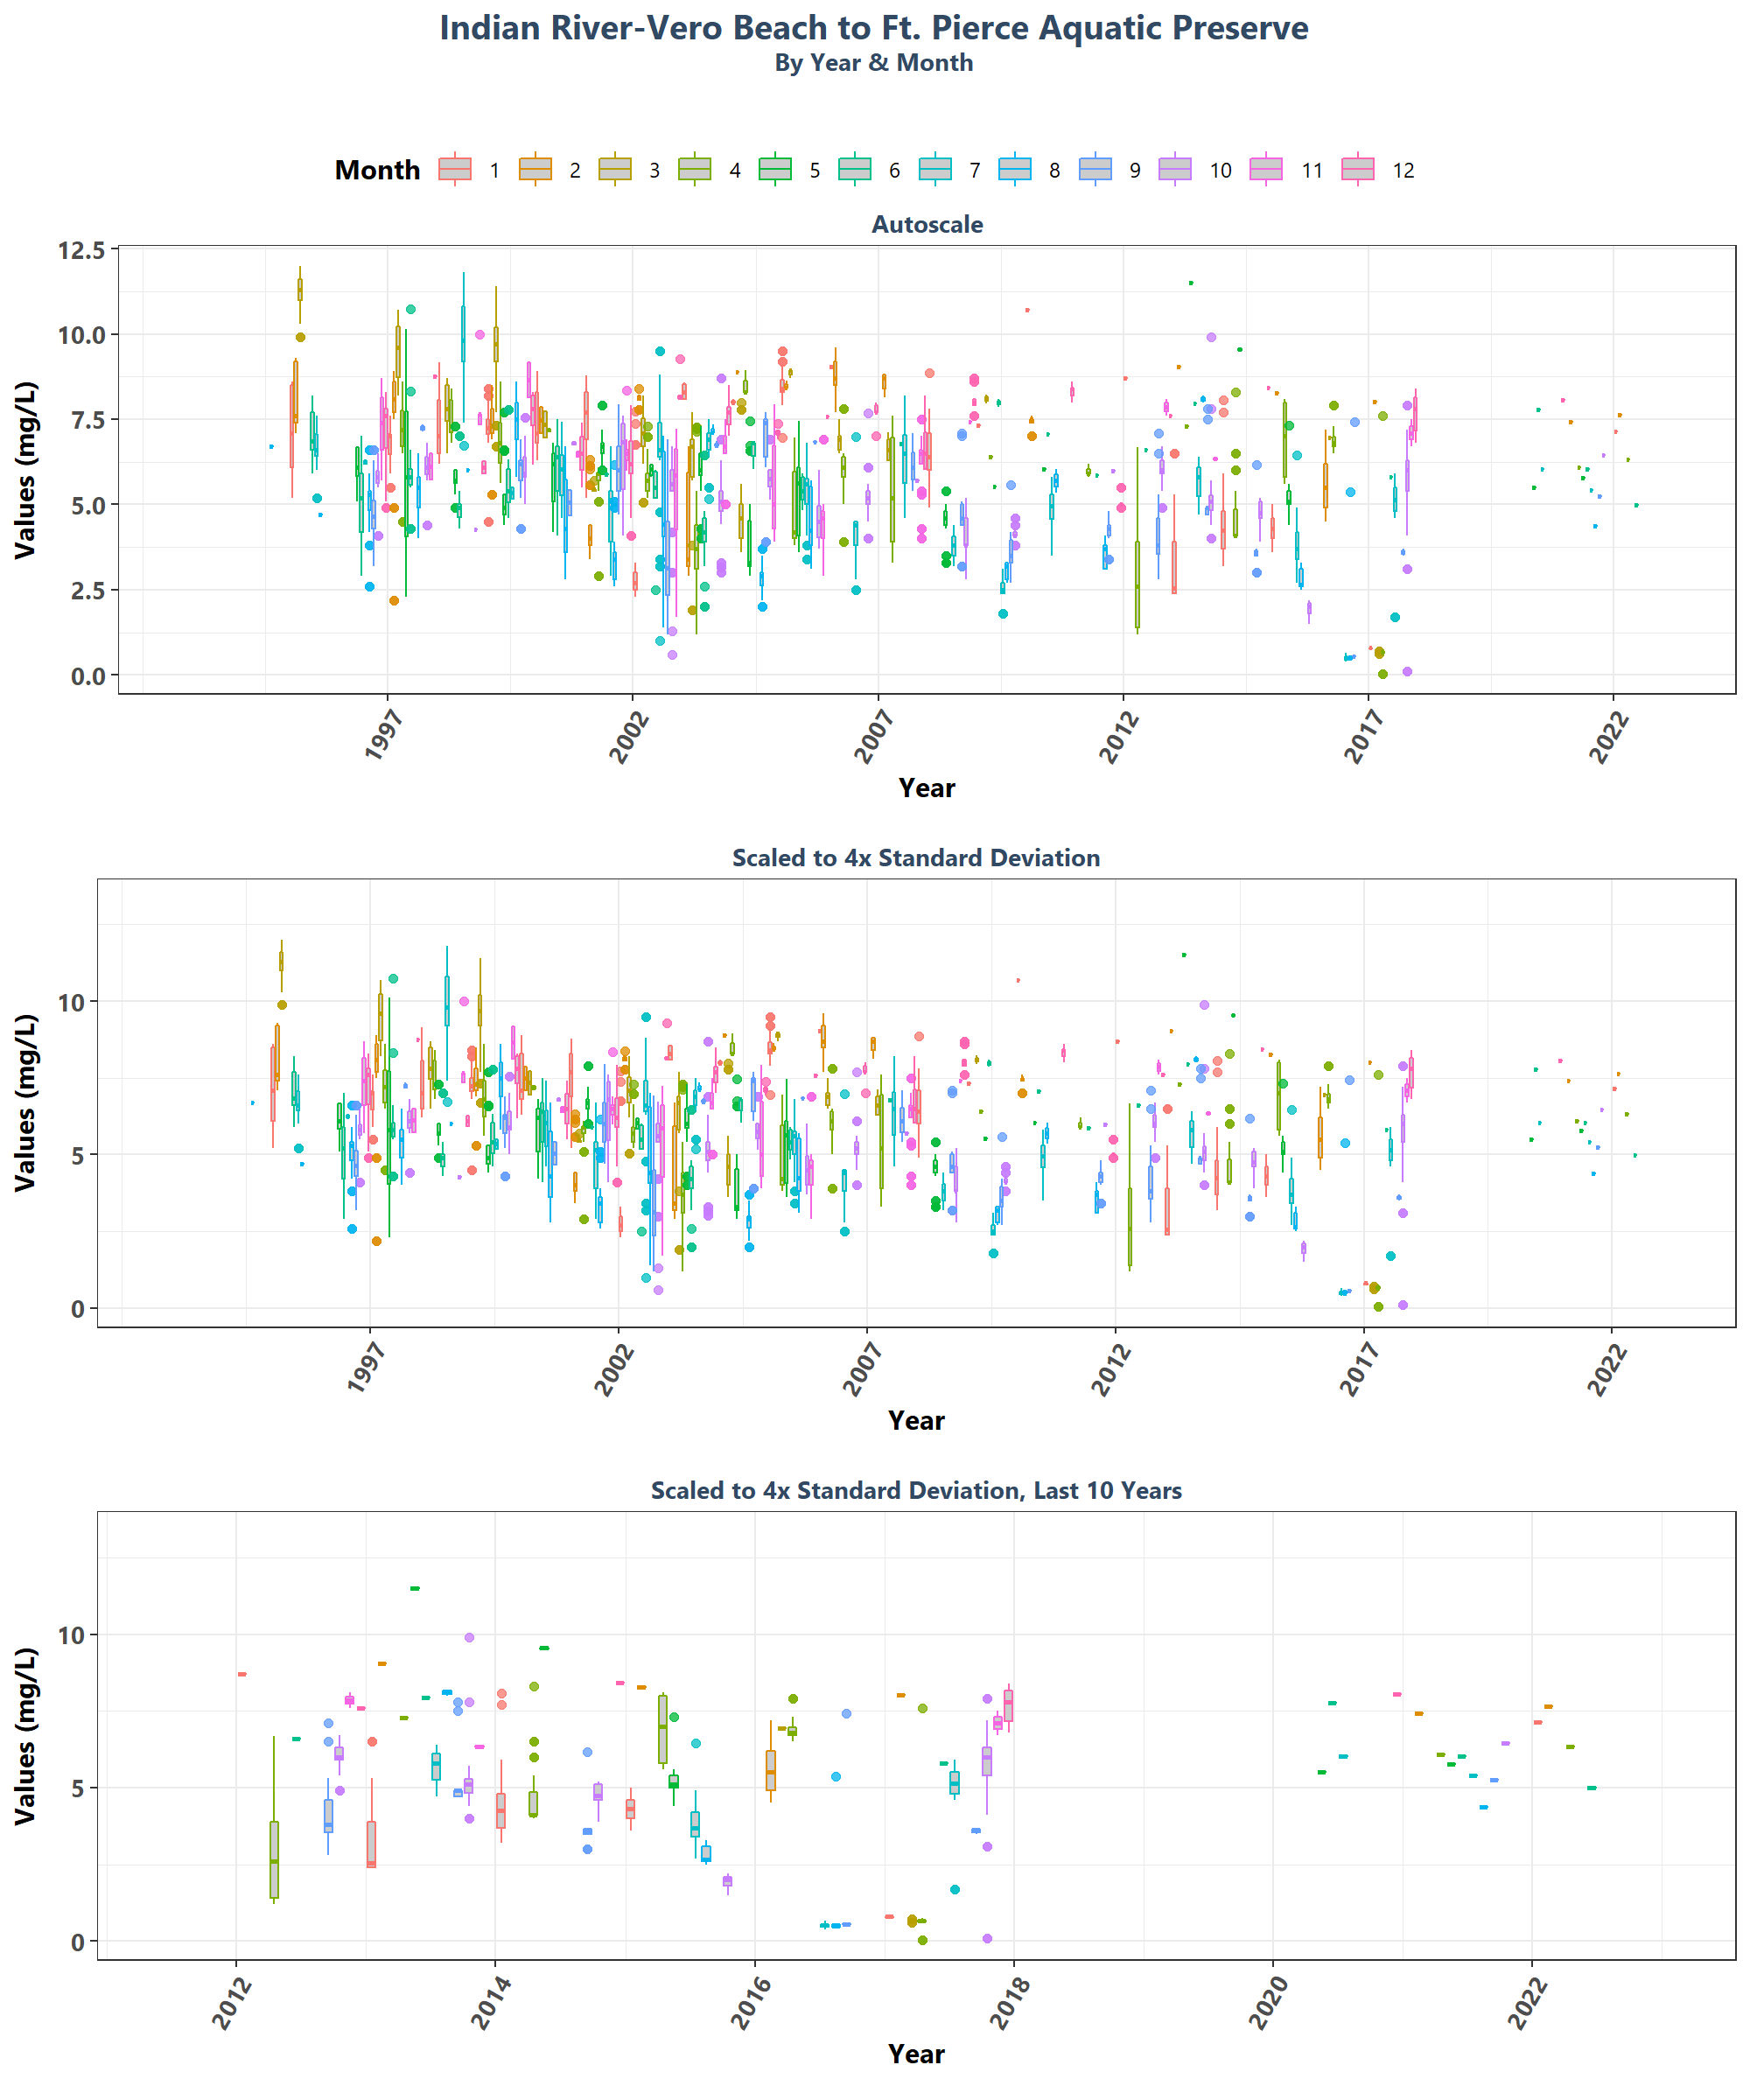 Indian River-Vero Beach to Ft. Pierce Aquatic Preserve
By Year & Month
Month 1 2 3 4 5 6 7 8 9 10 11 12
Autoscale
Values (mg/L)
12.5
10.0
7.5
5.0
2.5
0.0
1997 2002 2007 2012 2017 2022
Year
Scaled to 4x Standard Deviation
Values (mg/L)
10
5
0
1997 2002 2007 2012 2017 2022
Year
Scaled to 4x Standard Deviation, Last 10 Years
Values (mg/L)
10
5
0
2012 2014 2016 2018 2020 2022
Year